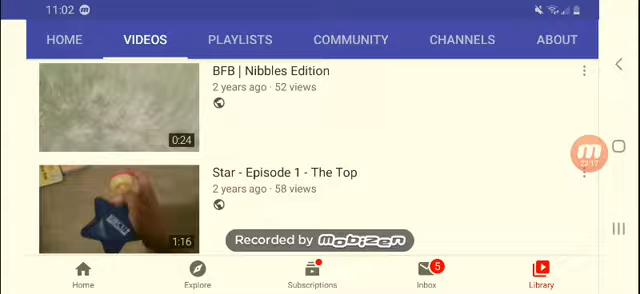 11:02
HOME VIDEOS PLAYLISTS COMMUNITY CHANNELS ABOUT
BFB | Nibbles Edition
2 years ago · 52 views
0:24
22:17
Star - Episode 1 - The Top
2 years ago · 58 views
1:16
Recorded by mobizen
5
Home Explore Subscriptions Inbox Library